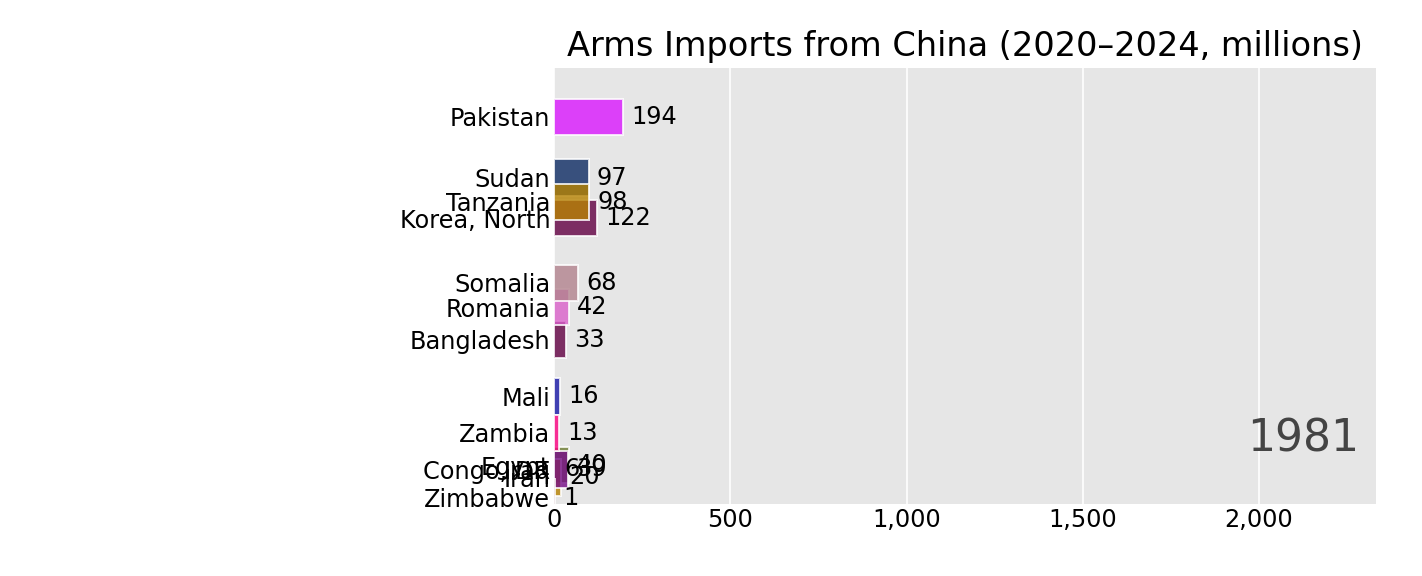 Arms Imports from China (2020–2024, millions)
Pakistan 194
Sudan 97
Tanzania 98
Korea, North 122
Somalia 68
Romania 42
Bangladesh 33
Mali 16
Zambia 13
1981
Egypt 40
Iran 20
Zimbabwe 1
0 500 1,000 1,500 2,000